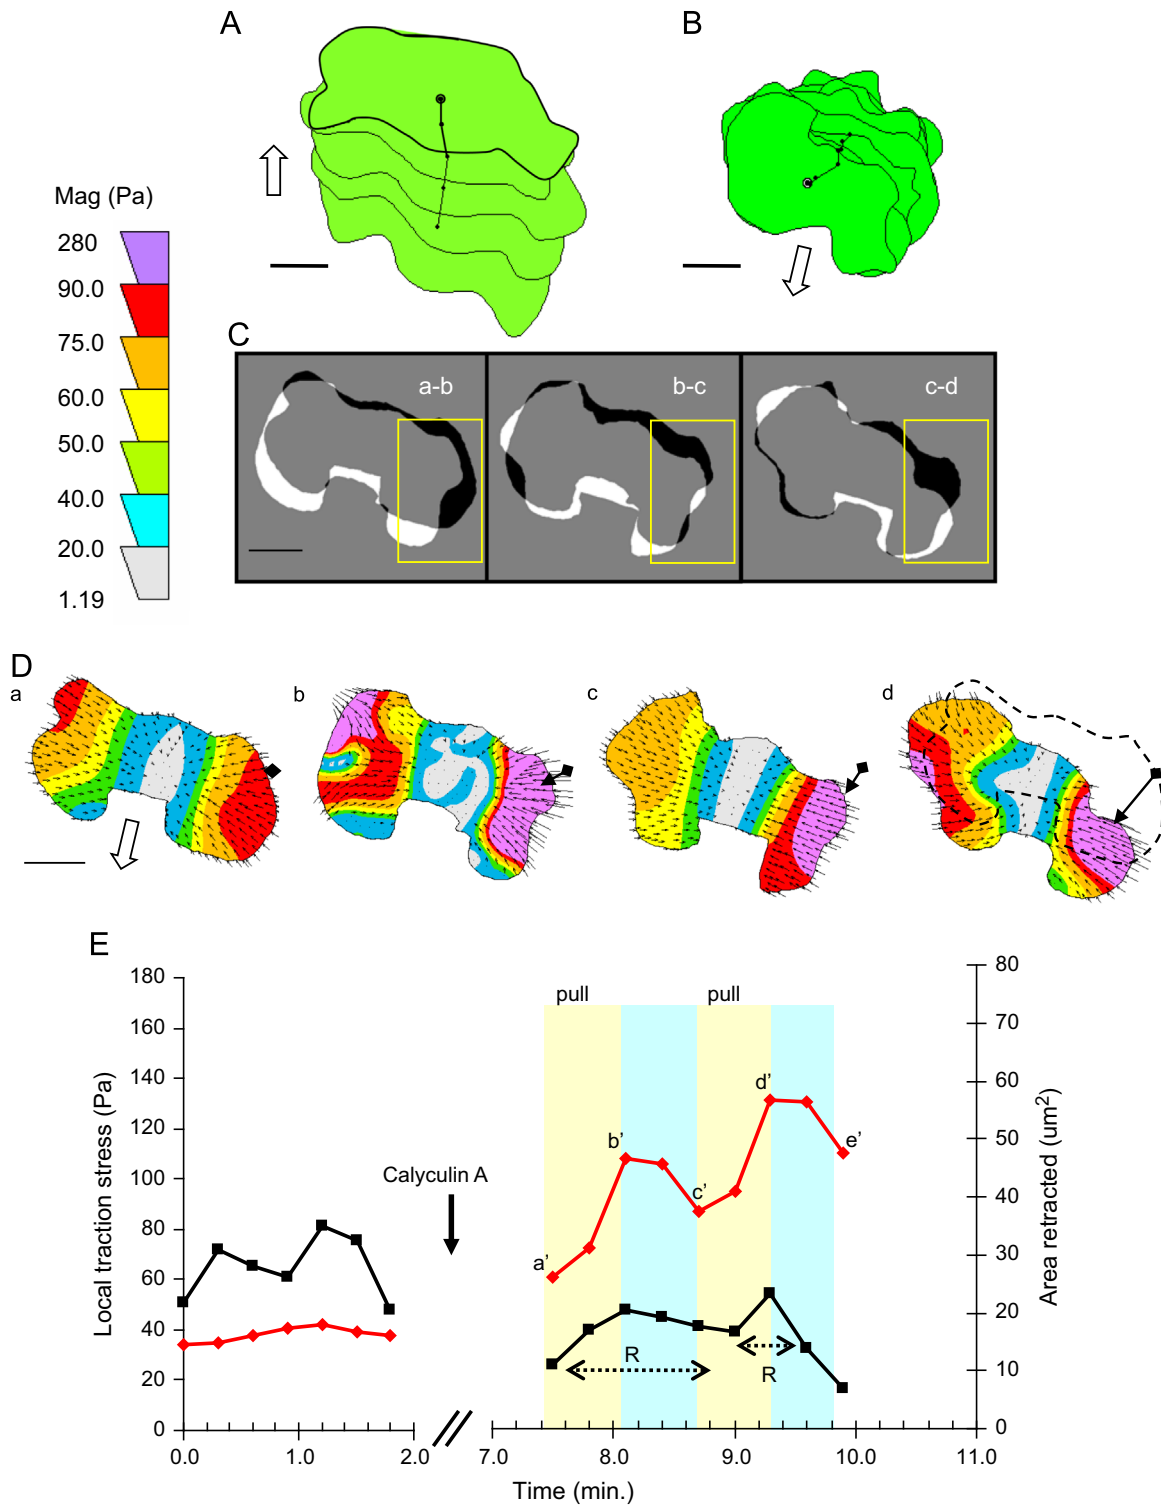 A
B
Mag (Pa)
280
90.0
75.0
60.0
50.0
40.0
20.0
1.19
C
a-b
b-c
c-d
D
a
b
c
d
E
180
160
140
120
100
80
60
40
20
0
Local traction stress (Pa)
Calyculin A
pull
pull
a’
b’
c’
d’
e’
R
R
80
70
60
50
40
30
20
10
0
Area retracted (um²)
0.0
1.0
2.0
7.0
8.0
9.0
10.0
11.0
Time (min.)